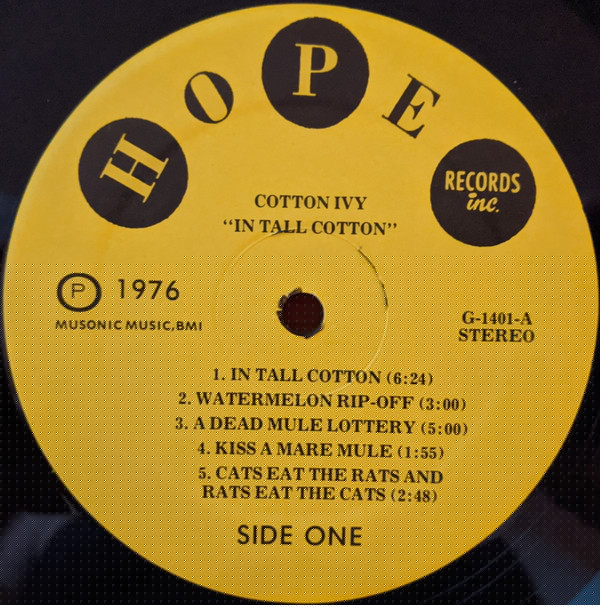 HOPE
RECORDS
inc.
COTTON IVY
"IN TALL COTTON"
Ⓟ 1976
MUSONIC MUSIC,BMI
G-1401-A
STEREO
1. IN TALL COTTON (6:24)
2. WATERMELON RIP-OFF (3:00)
3. A DEAD MULE LOTTERY (5:00)
4. KISS A MARE MULE (1:55)
5. CATS EAT THE RATS AND
RATS EAT THE CATS (2:48)
SIDE ONE